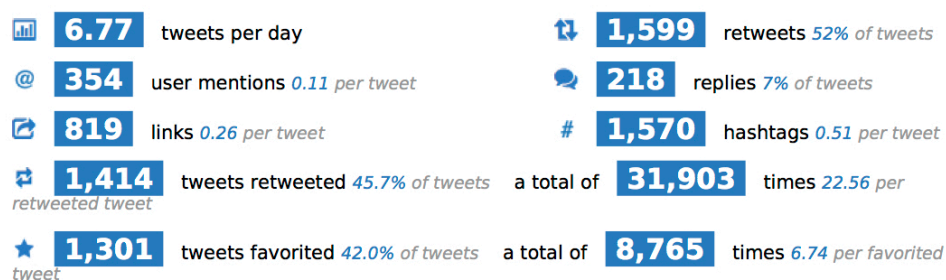 6.77 tweets per day 1,599 retweets 52% of tweets
@ 354 user mentions 0.11 per tweet 218 replies 7% of tweets
819 links 0.26 per tweet # 1,570 hashtags 0.51 per tweet
1,414 tweets retweeted 45.7% of tweets a total of 31,903 times 22.56 per
retweeted tweet
1,301 tweets favorited 42.0% of tweets a total of 8,765 times 6.74 per favorited
tweet